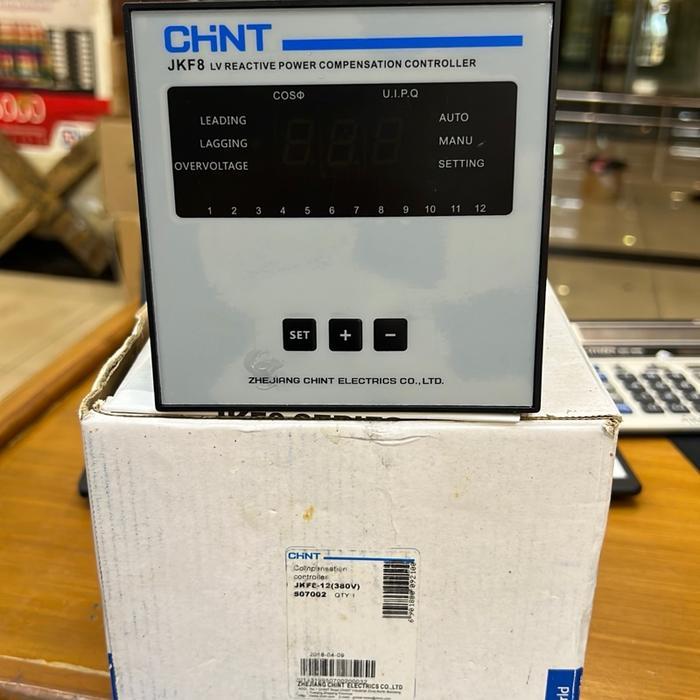 CHNT
JKF8 LV REACTIVE POWER COMPENSATION CONTROLLER
COSΦ U.I.P.Q
LEADING AUTO
LAGGING MANU
OVERVOLTAGE SETTING
1 2 3 4 5 6 7 8 9 10 11 12
SET + −
ZHEJIANG CHINT ELECTRICS CO.,LTD.
CHNT
Compensation
controller
JKF8-12(380V)
S07002 QTY:1
2018-04-09
ZHEJIANG CHINT ELECTRICS CO.,LTD